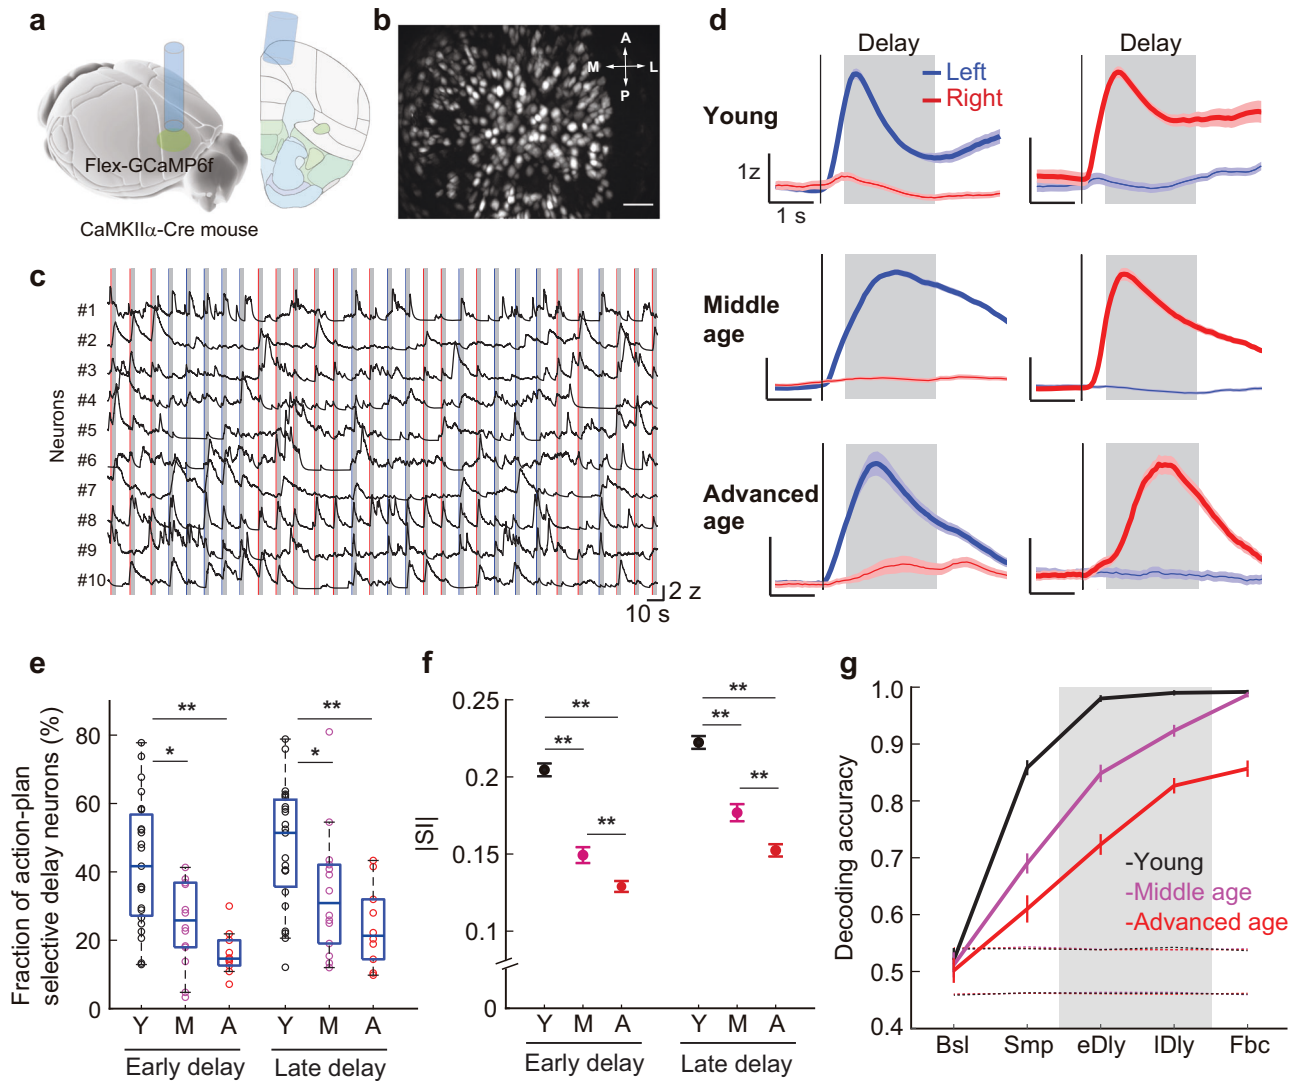 a
Flex-GCaMP6f
CaMKIIα-Cre mouse
b
A
M L
P
c
Neurons
#1
#2
#3
#4
#5
#6
#7
#8
#9
#10
2 z
10 s
d
Delay Delay
Left
Right
Young
1z
1 s
Middle
age
Advanced
age
e
Fraction of action-plan
selective delay neurons (%)
80
60
40
20
0
** **
* *
Y M A Y M A
Early delay Late delay
f
|SI|
0.25
0.2
0.15
0.1
0
** **
** **
** **
Y M A Y M A
Early delay Late delay
g
Decoding accuracy
1.0
0.9
0.8
0.7
0.6
0.5
0.4
-Young
-Middle age
-Advanced age
Bsl Smp eDly lDly Fbc